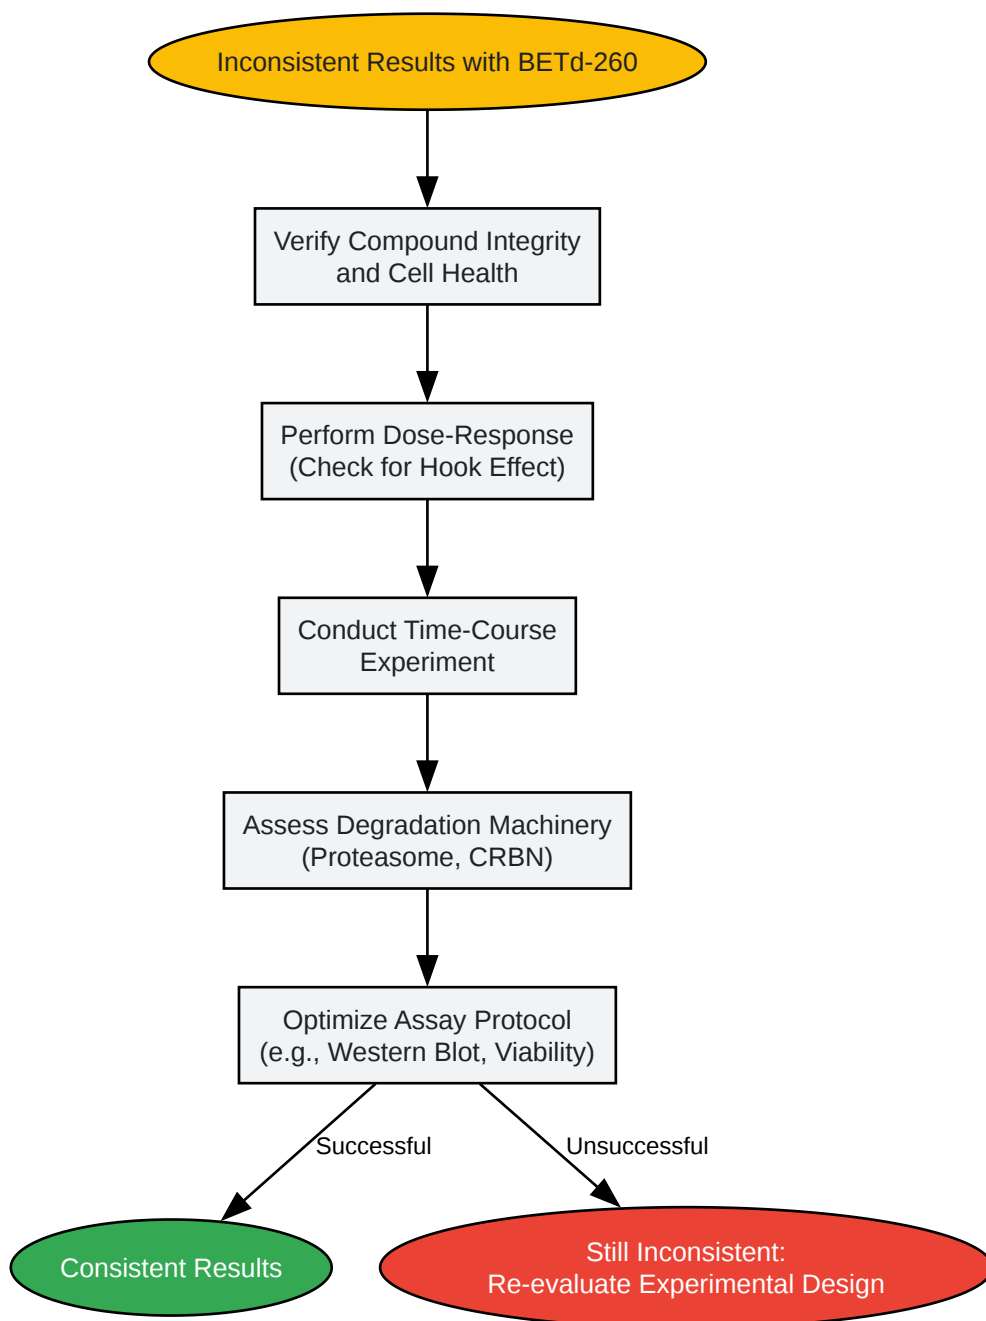 Inconsistent Results with BETd-260
Verify Compound Integrity
and Cell Health
Perform Dose-Response
(Check for Hook Effect)
Conduct Time-Course
Experiment
Assess Degradation Machinery
(Proteasome, CRBN)
Optimize Assay Protocol
(e.g., Western Blot, Viability)
Successful
Unsuccessful
Consistent Results
Still Inconsistent:
Re-evaluate Experimental Design